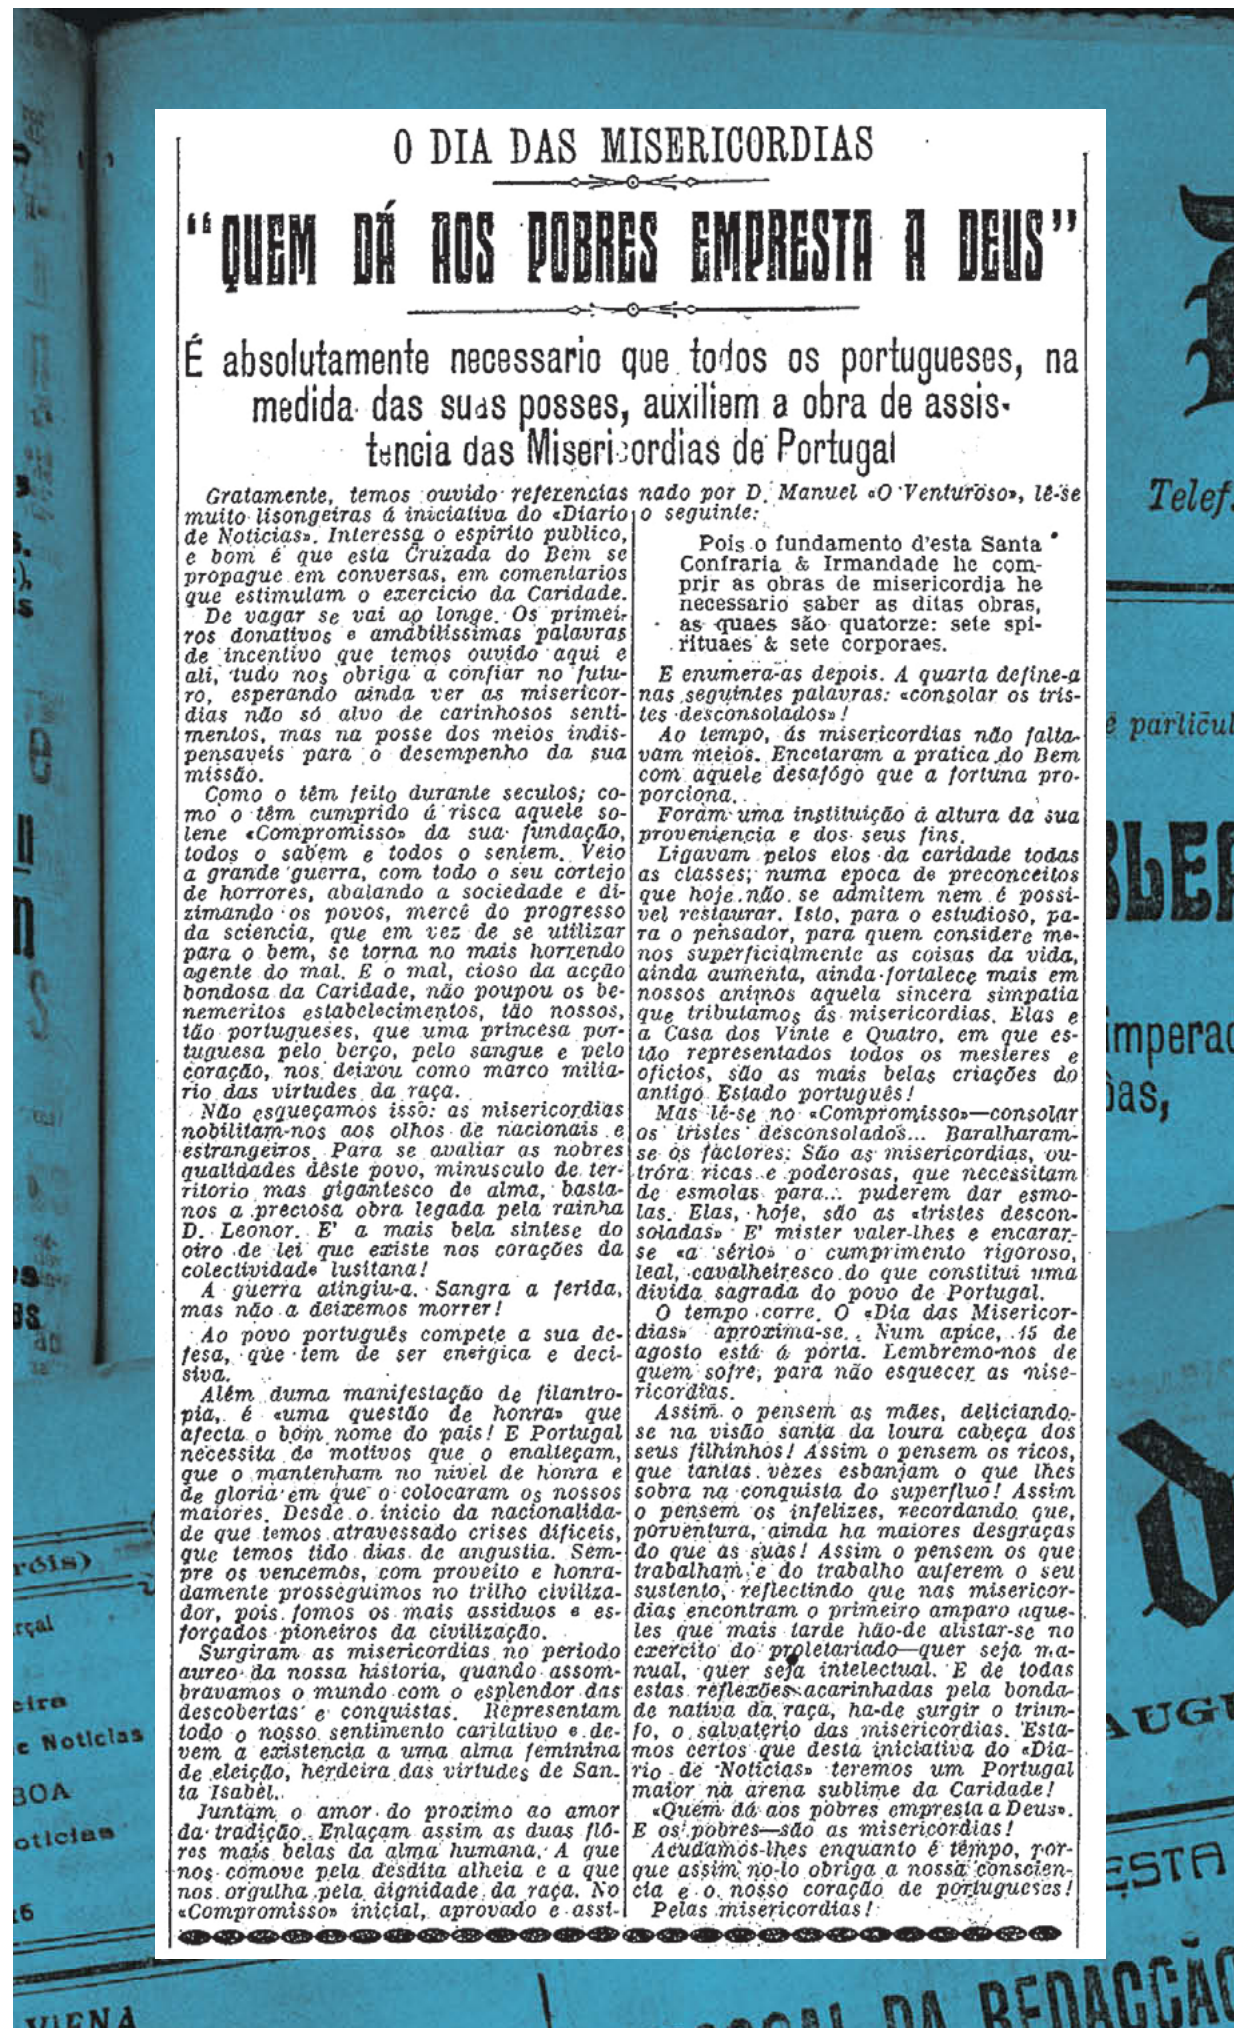 O DIA DAS MISERICORDIAS
“QUEM DÁ AOS POBRES EMPRESTA A DEUS”
É absolutamente necessario que todos os portugueses, na
medida das suas posses, auxiliem a obra de assis-
tencia das Misericordias de Portugal
Gratamente, temos ouvido referencias
muito lisongeiras á iniciativa do «Diario
de Noticias». Interessa o espirito publico,
e bom é que esta Cruzada do Bem se
propague em conversas, em comentarios
que estimulam o exercicio da Caridade.
De vagar se vai ao longe. Os primei-
ros donativos e amabilissimas palavras
de incentivo que temos ouvido aqui e
ali, tudo nos obriga a confiar no futu-
ro, esperando ainda ver as misericor-
dias não só alvo de carinhosos senti-
mentos, mas na posse dos meios indis-
pensaveis para o desempenho da sua
missão.
Como o têm feito durante seculos; co-
mo o têm cumprido á risca aquele so-
lene «Compromisso» da sua fundação,
todos o sabem e todos o sentem. Veio
a grande guerra, com todo o seu cortejo
de horrores, abalando a sociedade e di-
zimando os povos, mercê do progresso
da sciencia, que em vez de se utilizar
para o bem, se torna no mais horrendo
agente do mal. E o mal, cioso da acção
bondosa da Caridade, não poupou os be-
nemeritos estabelecimentos, tão nossos,
tão portugueses, que uma princesa por-
tuguesa pelo berço, pelo sangue e pelo
coração, nos deixou como marco milia-
rio das virtudes da raça.
Não esqueçamos isso: as misericordias
nobilitam-nos aos olhos de nacionais e
estrangeiros. Para se avaliar as nobres
qualidades dêste povo, minusculo de ter-
ritorio mas gigantesco de alma, basta-
nos a preciosa obra legada pela rainha
D. Leonor. E' a mais bela sintese do
oiro de lei que existe nos corações da
colectividade lusitana!
A guerra atingiu-a. Sangra a ferida,
mas não a deixemos morrer!
Ao povo português compete a sua de-
fesa, que tem de ser energica e deci-
siva.
Além duma manifestação de filantro-
pia, é «uma questão de honra» que
afecta o bom nome do pais! E Portugal
necessita de motivos que o enalteçam,
que o mantenham no nivel de honra e
de gloria em que o colocaram os nossos
maiores. Desde o inicio da nacionalida-
de que temos atravessado crises dificeis,
que temos tido dias de angustia. Sem-
pre os vencemos, com proveito e honra-
damente prosseguimos no trilho civiliza-
dor, pois fomos os mais assiduos e es-
forçados pioneiros da civilização.
Surgiram as misericordias no periodo
aureo da nossa historia, quando assom-
bravamos o mundo com o esplendor das
descobertas e conquistas. Representam
todo o nosso sentimento caritativo e de-
vem a existencia a uma alma feminina
de eleição, herdeira das virtudes de San-
ta Isabel.
Juntam o amor do proximo ao amor
da tradição. Enlaçam assim as duas flô-
res mais belas da alma humana. A que
nos comove pela desdita alheia e a que
nos orgulha pela dignidade da raça. No
«Compromisso» inicial, aprovado e assi-
nado por D. Manuel «O Venturoso», lê-se
o seguinte:
Pois o fundamento d'esta Santa
Confraria & Irmandade he com-
prir as obras de misericordia he
necessario saber as ditas obras,
as quaes são quatorze: sete spi-
rituaes & sete corporaes.
E enumera-as depois. A quarta define-a
nas seguintes palavras: «consolar os tris-
tes desconsolados»!
Ao tempo, ás misericordias não falta-
vam meios. Encetaram a pratica do Bem
com aquele desafôgo que a fortuna pro-
porciona.
Foram uma instituição á altura da sua
proveniencia e dos seus fins.
Ligavam pelos elos da caridade todas
as classes; numa epoca de preconceitos
que hoje não se admitem nem é possi-
vel restaurar. Isto, para o estudioso, pa-
ra o pensador, para quem considere me-
nos superficialmente as coisas da vida,
ainda aumenta, ainda fortalece mais em
nossos animos aquela sincera simpatia
que tributamos ás misericordias. Elas e
a Casa dos Vinte e Quatro, em que es-
tão representados todos os mesteres e
oficios, são as mais belas criações do
antigo Estado português!
Mas lê-se no «Compromisso»—consolar
os tristes desconsolados... Baralharam-
se os factores: São as misericordias, ou-
tróra ricas e poderosas, que necessitam
de esmolas para... puderem dar esmo-
las. Elas, hoje, são as «tristes descon-
soladas» E' mister valer-lhes e encarar-
se «a sério» o cumprimento rigoroso,
leal, cavalheiresco do que constitui uma
divida sagrada do povo de Portugal.
O tempo corre. O «Dia das Misericor-
dias» aproxima-se. Num apice, 15 de
agosto está á porta. Lembremo-nos de
quem sofre, para não esquecer as mise-
ricordias.
Assim o pensem as mães, deliciando-
se na visão santa da loura cabeça dos
seus filhinhos! Assim o pensem os ricos,
que tantas vezes esbanjam o que lhes
sobra na conquista do superfluo! Assim
o pensem os infelizes, recordando que,
porventura, ainda ha maiores desgraças
do que as suas! Assim o pensem os que
trabalham e do trabalho auferem o seu
sustento, reflectindo que nas misericor-
dias encontram o primeiro amparo aque-
les que mais tarde hão-de alistar-se no
exercito do proletariado—quer seja ma-
nual, quer seja intelectual. E de todas
estas reflexões acarinhadas pela bonda-
de nativa da raça, ha-de surgir o triun-
fo, o salvaterio das misericordias. Esta-
mos certos que desta iniciativa do «Dia-
rio de Noticias» teremos um Portugal
maior na arena sublime da Caridade!
«Quem dá aos pobres empresta a Deus».
E os pobres—são as misericordias!
Acudamos-lhes enquanto é tempo, por-
que assim no-lo obriga a nossa conscien-
cia e o nosso coração de portugueses!
Pelas misericordias!
Telef.
é particul
imperad
AUGU
róis)
rçal
eira
e Noticias
BOA
oticias
VIENA
DA REDACÇÃO